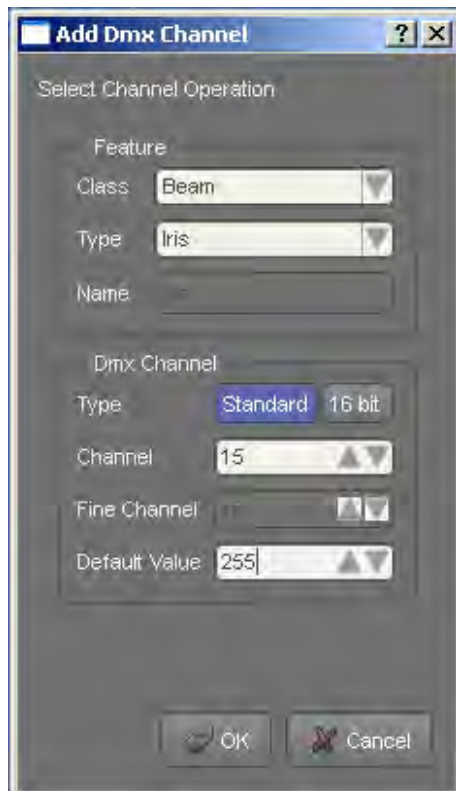 Add Dmx Channel
Select Channel Operation
Feature
Class Beam
Type Iris
Name
Dmx Channel
Type Standard 16 bit
Channel 15
Fine Channel
Default Value 255
OK Cancel